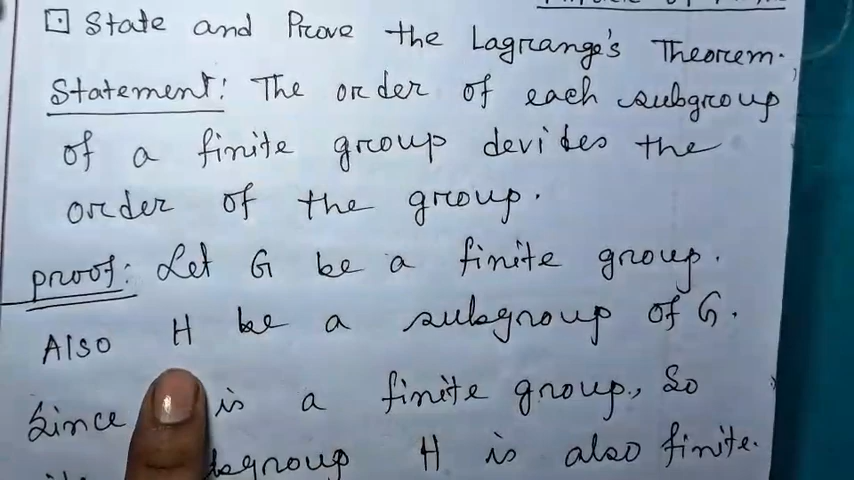 ⊡ State and Prove the Lagrange's Theorem.
Statement: The order of each subgroup
of a finite group devides the
order of the group.
proof: Let G be a finite group.
Also H be a subgroup of G.
Since is a finite group, So
H is also finite.